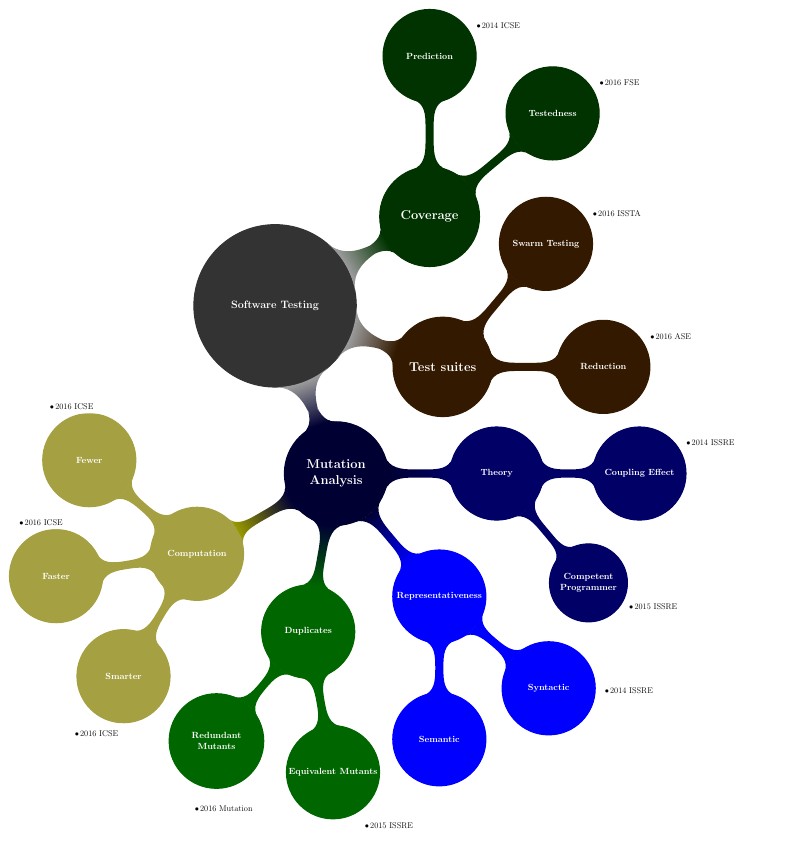 • 2014 ICSE
Prediction
• 2016 FSE
Testedness
Coverage
• 2016 ISSTA
Swarm Testing
Software Testing
• 2016 ASE
Test suites
Reduction
• 2016 ICSE
Fewer
Mutation
Analysis
Theory
• 2014 ISSRE
Coupling Effect
• 2016 ICSE
Faster
Computation
Competent
Programmer
• 2015 ISSRE
Representativeness
Duplicates
Smarter
• 2016 ICSE
Syntactic
• 2014 ISSRE
Redundant
Mutants
Semantic
Equivalent Mutants
• 2016 Mutation
• 2015 ISSRE